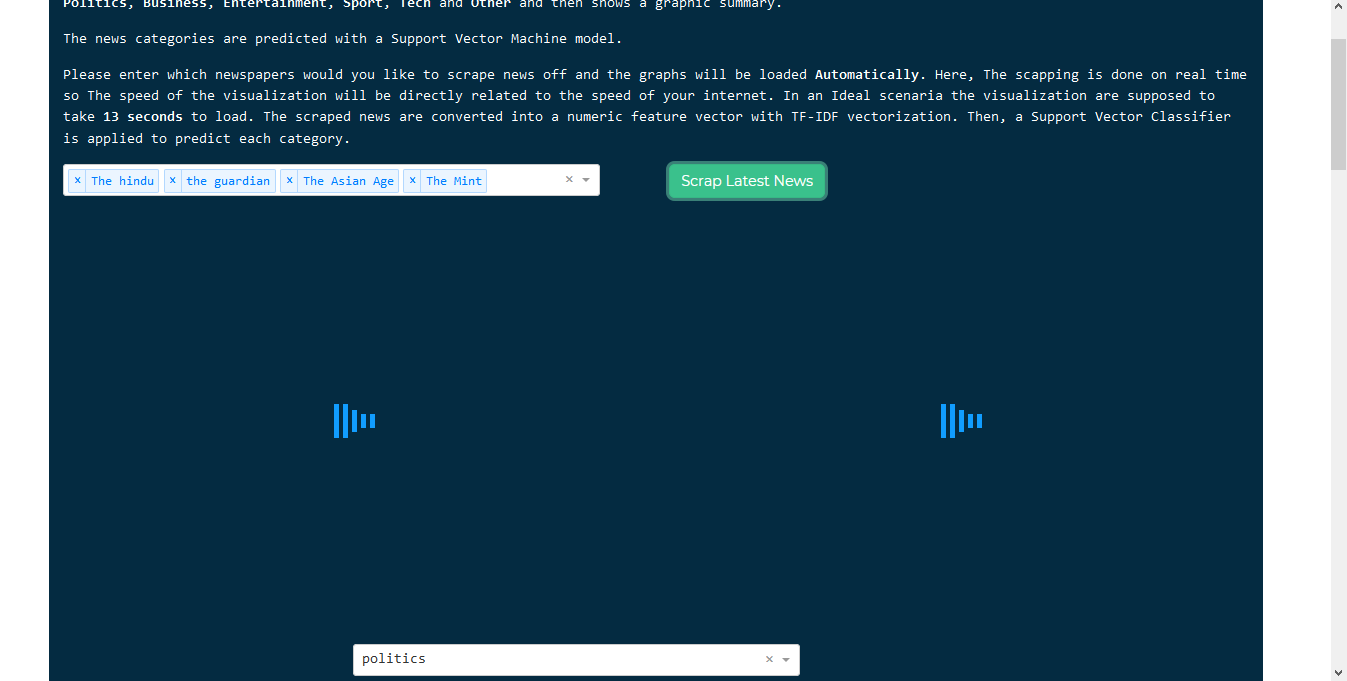 Politics, Business, Entertainment, Sport, Tech and Other and then shows a graphic summary.
The news categories are predicted with a Support Vector Machine model.
Please enter which newspapers would you like to scrape news off and the graphs will be loaded Automatically. Here, The scapping is done on real time
so The speed of the visualization will be directly related to the speed of your internet. In an Ideal scenaria the visualization are supposed to
take 13 seconds to load. The scraped news are converted into a numeric feature vector with TF-IDF vectorization. Then, a Support Vector Classifier
is applied to predict each category.
× The hindu × the guardian × The Asian Age × The Mint ×
Scrap Latest News
politics ×